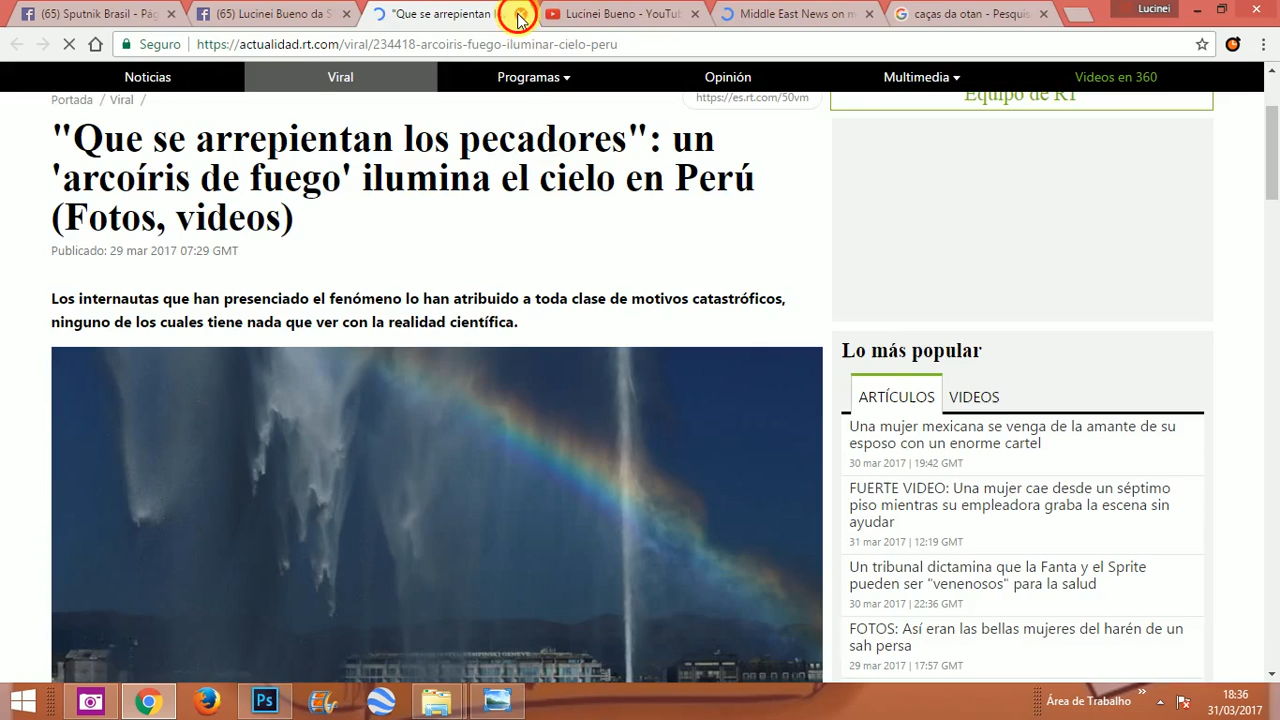 (65) Sputnik Brasil - Pág
(65) Lucinei Bueno da S
"Que se arrepientan l
Lucinei Bueno - YouTub
Middle East News on m
caças da otan - Pesquis
Lucinei
Seguro
https://actualidad.rt.com/viral/234418-arcoiris-fuego-iluminar-cielo-peru
Noticias
Viral
Programas
Opinión
Multimedia
Videos en 360
Portada / Viral /
https://es.rt.com/50vm
Equipo de RT
"Que se arrepientan los pecadores": un
'arcoíris de fuego' ilumina el cielo en Perú
(Fotos, videos)
Publicado: 29 mar 2017 07:29 GMT
Los internautas que han presenciado el fenómeno lo han atribuido a toda clase de motivos catastróficos,
ninguno de los cuales tiene nada que ver con la realidad científica.
Lo más popular
ARTÍCULOS
VIDEOS
Una mujer mexicana se venga de la amante de su
esposo con un enorme cartel
30 mar 2017 | 19:42 GMT
FUERTE VIDEO: Una mujer cae desde un séptimo
piso mientras su empleadora graba la escena sin
ayudar
31 mar 2017 | 12:19 GMT
Un tribunal dictamina que la Fanta y el Sprite
pueden ser "venenosos" para la salud
30 mar 2017 | 22:36 GMT
FOTOS: Así eran las bellas mujeres del harén de un
sah persa
29 mar 2017 | 17:57 GMT
Ps
Área de Trabalho
18:36
31/03/2017